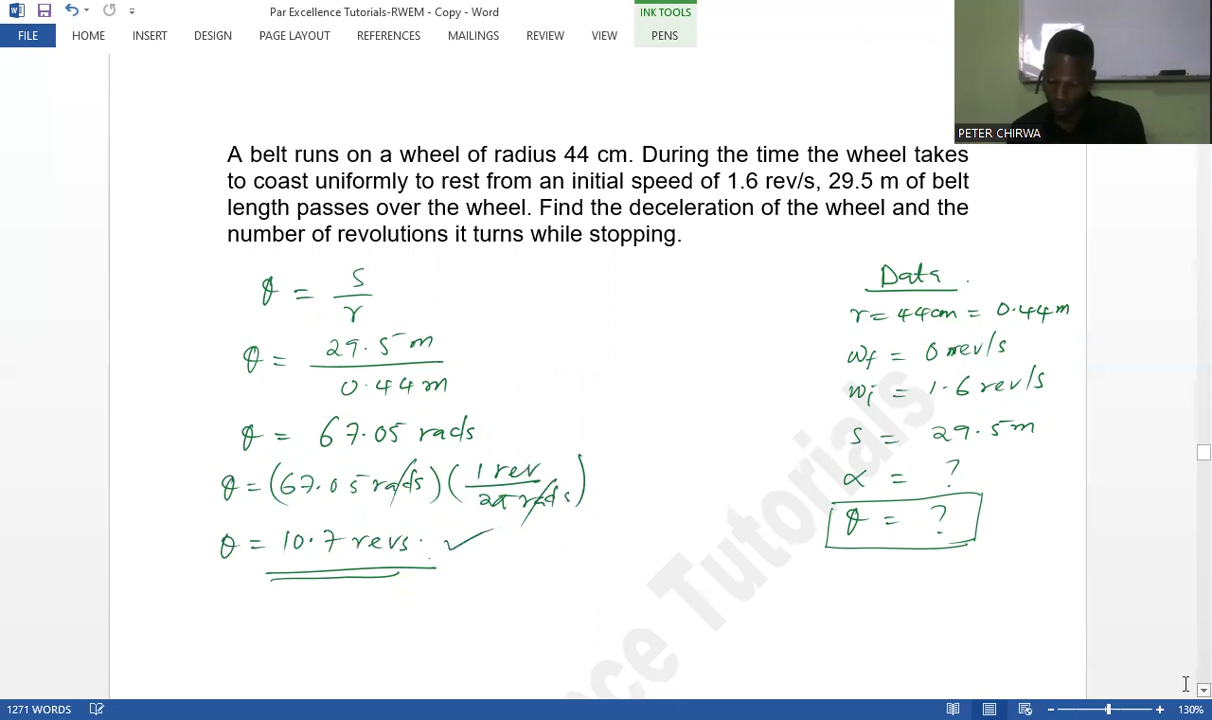 Par Excellence Tutorials-RWEM - Copy - Word
INK TOOLS
FILE HOME INSERT DESIGN PAGE LAYOUT REFERENCES MAILINGS REVIEW VIEW PENS
PETER CHIRWA
A belt runs on a wheel of radius 44 cm. During the time the wheel takes
to coast uniformly to rest from an initial speed of 1.6 rev/s, 29.5 m of belt
length passes over the wheel. Find the deceleration of the wheel and the
number of revolutions it turns while stopping.
θ = s/r
θ = 29.5 m / 0.44 m
θ = 67.05 rads
θ = (67.05 rads) (1 rev / 2π rads)
θ = 10.7 revs. ✓
Data
r = 44cm = 0.44m
wf = 0 rev/s
wi = 1.6 rev/s
s = 29.5m
α = ?
θ = ?
nce Tutorials
1271 WORDS
130%